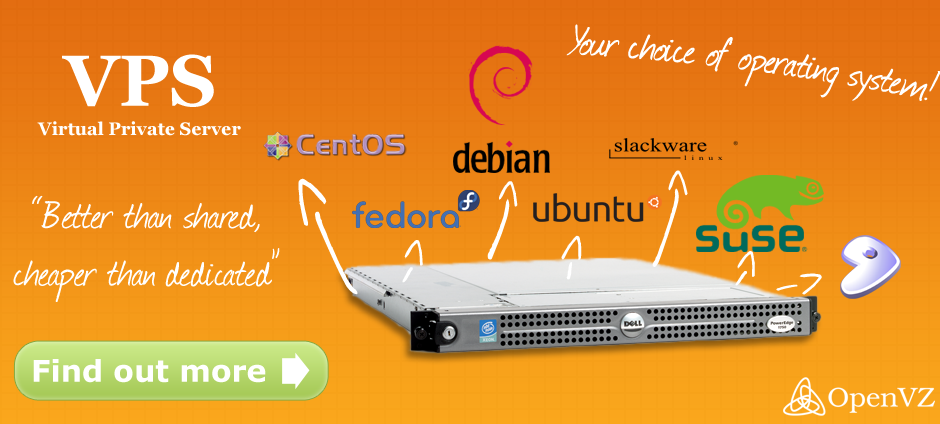 VPS
Virtual Private Server
Your choice of operating system!
CentOS
debian
slackware
linux
fedora
ubuntu
suse
"Better than shared,
cheaper than dedicated"
DELL
PowerEdge
Find out more
OpenVZ